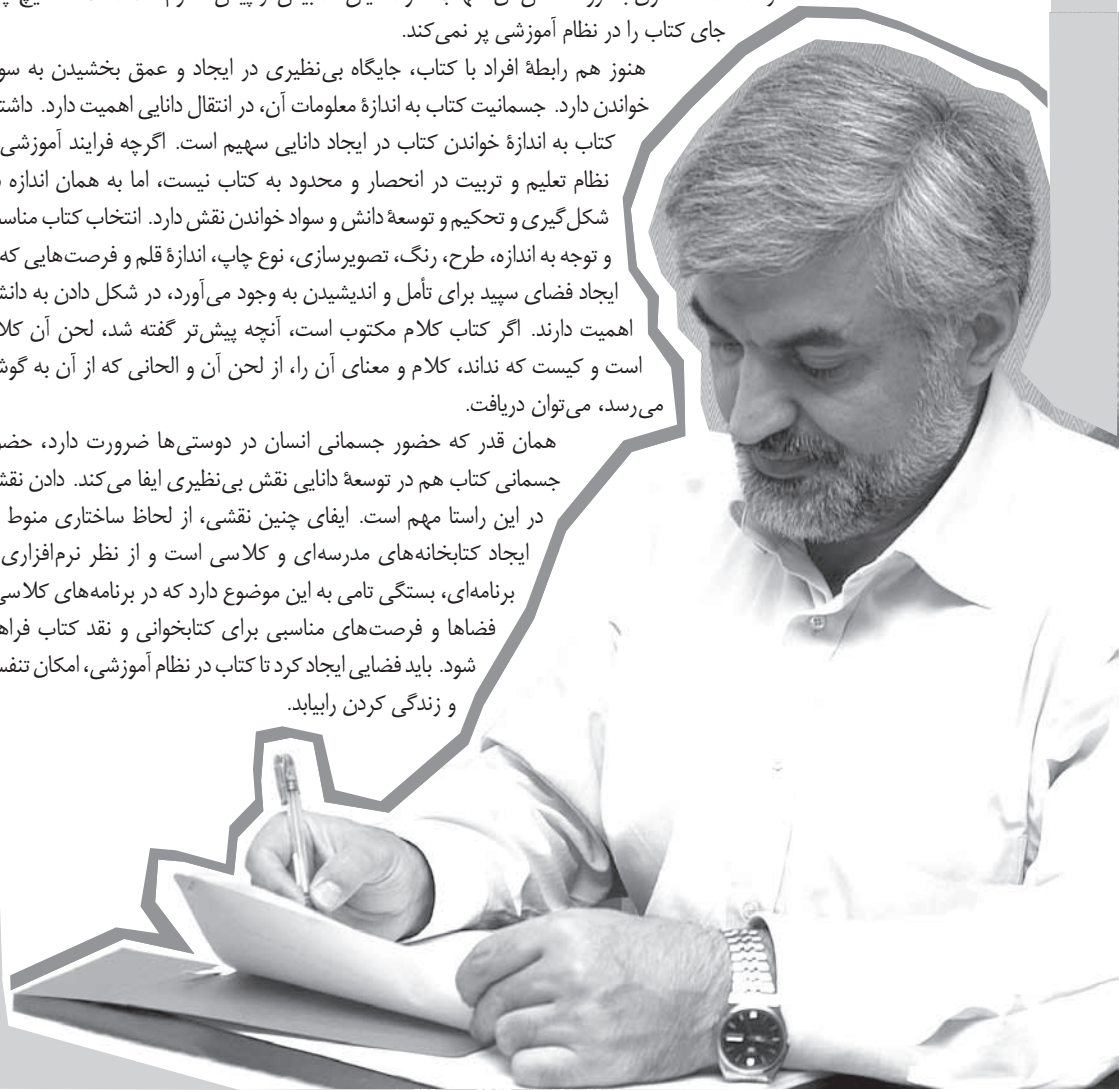 جای کتاب را در نظام آموزشی پر نمی‌کند.
هنوز هم رابطهٔ افراد با کتاب، جایگاه بی‌نظیری در ایجاد و عمق بخشیدن به
خواندن دارد. جسمانیت کتاب به اندازهٔ معلومات آن، در انتقال دانایی اهمیت دارد.
کتاب به اندازهٔ خواندن کتاب در ایجاد دانایی سهیم است. اگرچه فرایند آموزشی
نظام تعلیم و تربیت در انحصار و محدود به کتاب نیست، اما به همان اندازه
شکل‌گیری و تحکیم و توسعهٔ دانش و سواد خواندن نقش دارد. انتخاب کتاب
و توجه به اندازه، طرح، رنگ، تصویرسازی، نوع چاپ، اندازهٔ قلم و فرصت‌هایی که
ایجاد فضای سپید برای تأمل و اندیشیدن به وجود می‌آورد، در شکل دادن به
اهمیت دارند. اگر کتاب کلام مکتوب است، آنچه پیش‌تر گفته شد، لحن آن
است و کیست که نداند، کلام و معنای آن را، از لحن آن و الحانی که از آن به
می‌رسد، می‌توان دریافت.
همان قدر که حضور جسمانی انسان در دوستی‌ها ضرورت دارد،
جسمانی کتاب هم در توسعهٔ دانایی نقش بی‌نظیری ایفا می‌کند. دادن
در این راستا مهم است. ایفای چنین نقشی، از لحاظ ساختاری منوط
ایجاد کتابخانه‌های مدرسه‌ای و کلاسی است و از نظر نرم‌افزاری
برنامه‌ای، بستگی تامی به این موضوع دارد که در برنامه‌های
فضاها و فرصت‌های مناسبی برای کتابخوانی و نقد کتاب
شود. باید فضایی ایجاد کرد تا کتاب در نظام آموزشی، امکان
و زندگی کردن رابیابد.